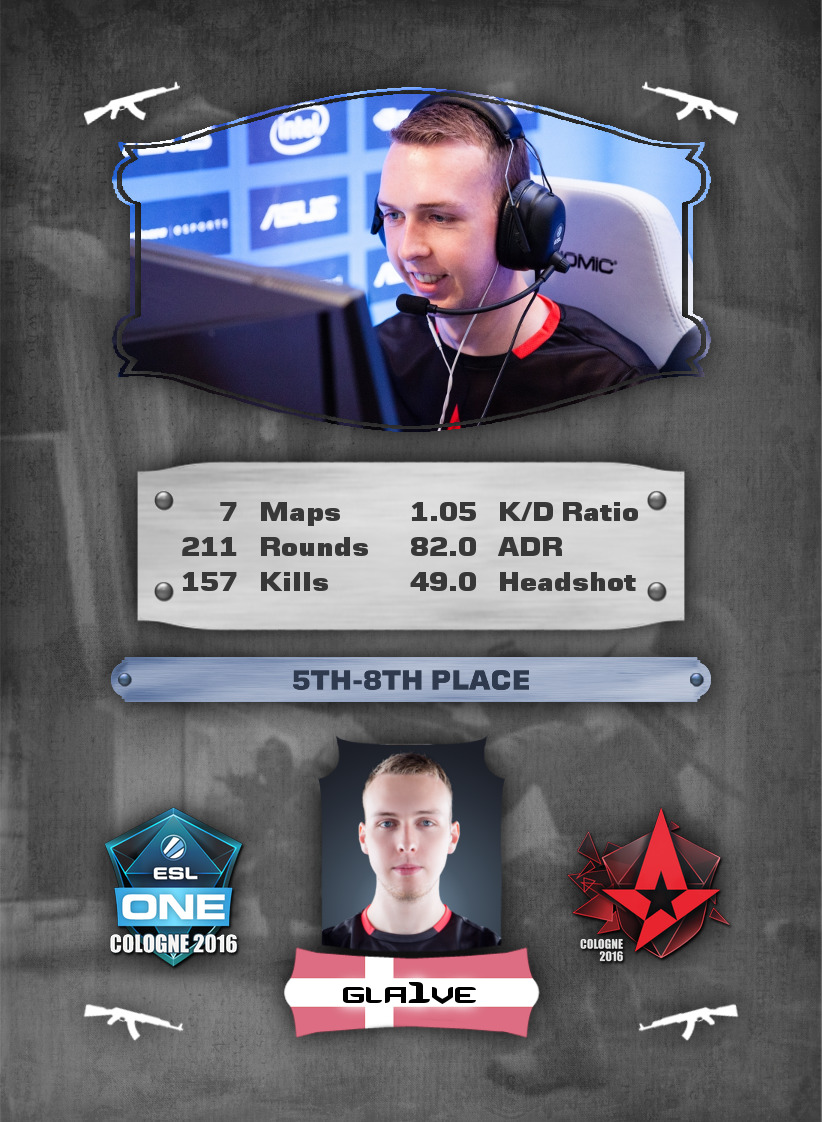 intel
ASUS
eSPORTS
OMIC
7 Maps 1.05 K/D Ratio
211 Rounds 82.0 ADR
157 Kills 49.0 Headshot
5TH-8TH PLACE
ESL
ONE
COLOGNE 2016
COLOGNE
2016
GLA1VE